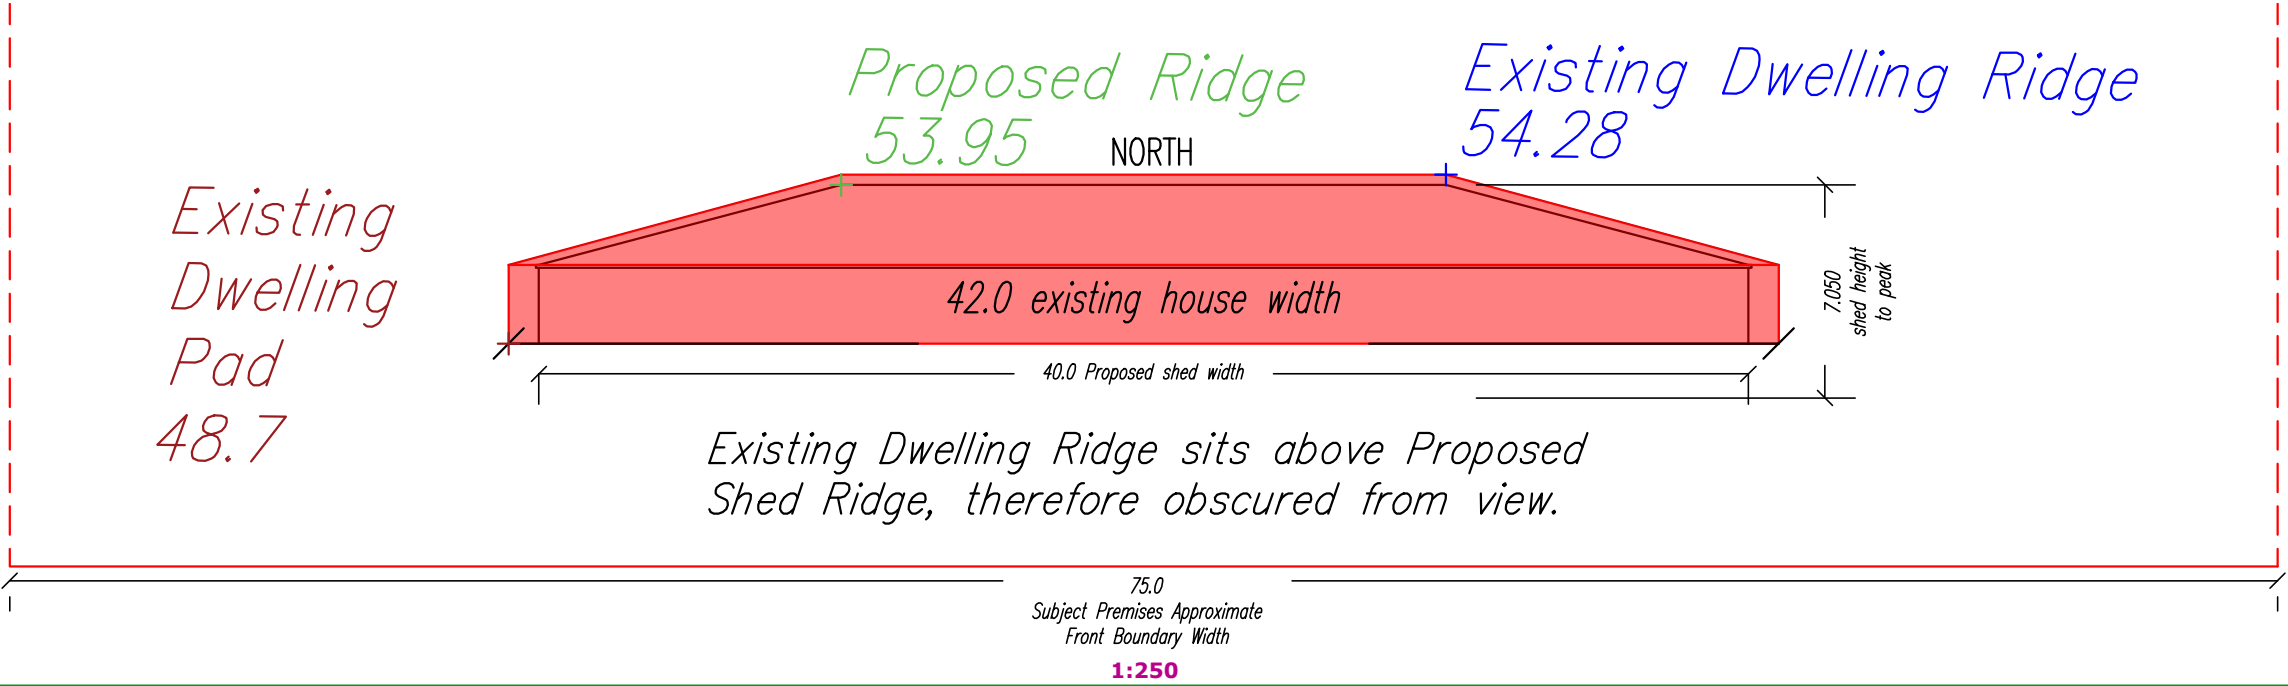 Proposed Ridge
53.95
Existing Dwelling Ridge
54.28
NORTH
Existing
Dwelling
Pad
48.7
42.0 existing house width
7.050
shed height
to peak
40.0 Proposed shed width
Existing Dwelling Ridge sits above Proposed
Shed Ridge, therefore obscured from view.
75.0
Subject Premises Approximate
Front Boundary Width
1:250